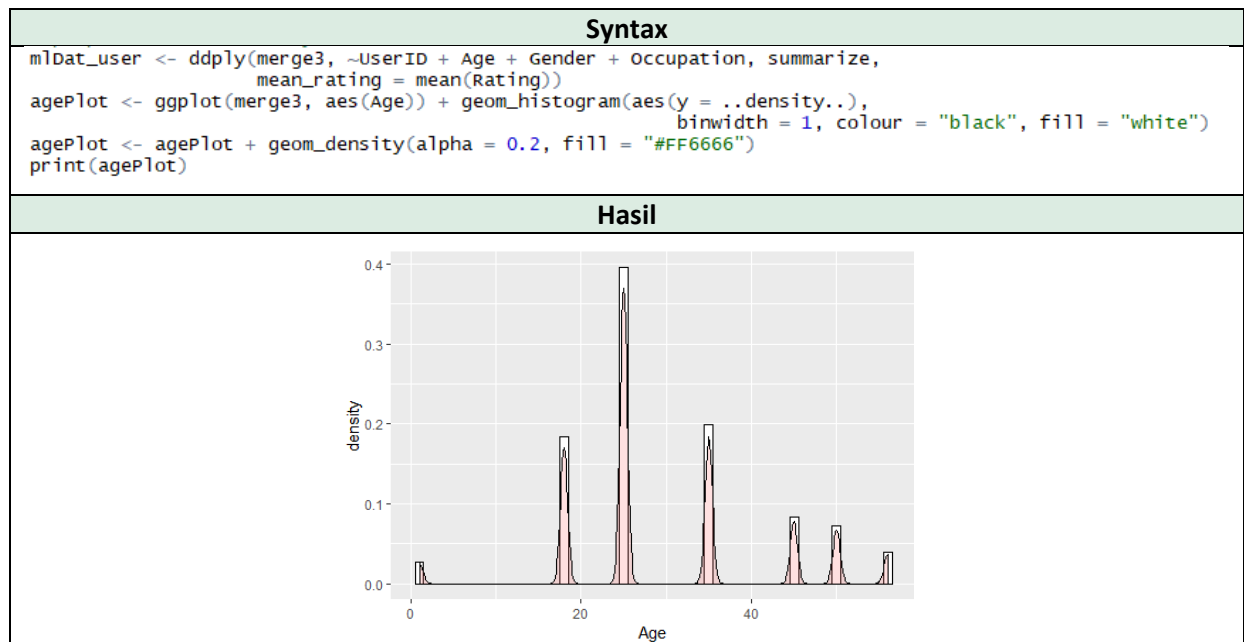 Syntax
mlDat_user <- ddply(merge3, ~UserID + Age + Gender + Occupation, summarize,
mean_rating = mean(Rating))
agePlot <- ggplot(merge3, aes(Age)) + geom_histogram(aes(y = ..density..),
binwidth = 1, colour = "black", fill = "white")
agePlot <- agePlot + geom_density(alpha = 0.2, fill = "#FF6666")
print(agePlot)
Hasil
0.4
0.3
0.2
0.1
0.0
density
0 20 40
Age